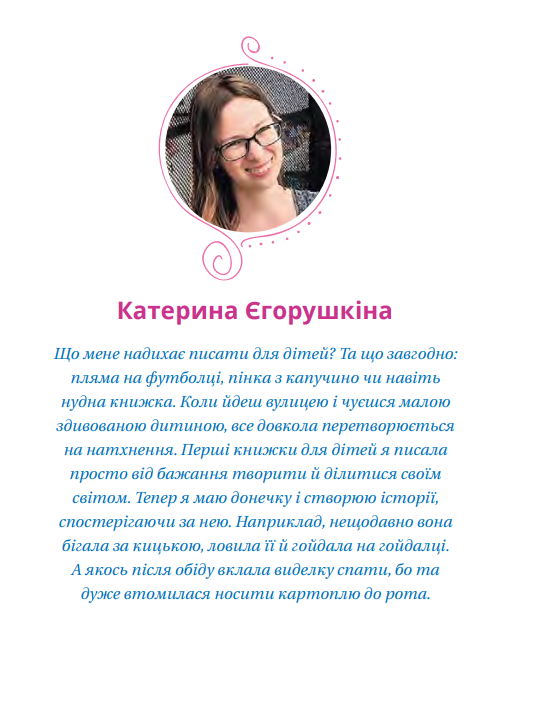 Катерина Єгорушкіна
Що мене надихає писати для дітей? Та що завгодно:
пляма на футболці, пінка з капучино чи навіть
нудна книжка. Коли йдеш вулицею і чуєшся малою
здивованою дитиною, все довкола перетворюється
на натхнення. Перші книжки для дітей я писала
просто від бажання творити й ділитися своїм
світом. Тепер я маю донечку і створюю історії,
спостерігаючи за нею. Наприклад, нещодавно вона
бігала за кицькою, ловила її й гойдала на гойдалці.
А якось після обіду вклала виделку спати, бо та
дуже втомилася носити картоплю до рота.